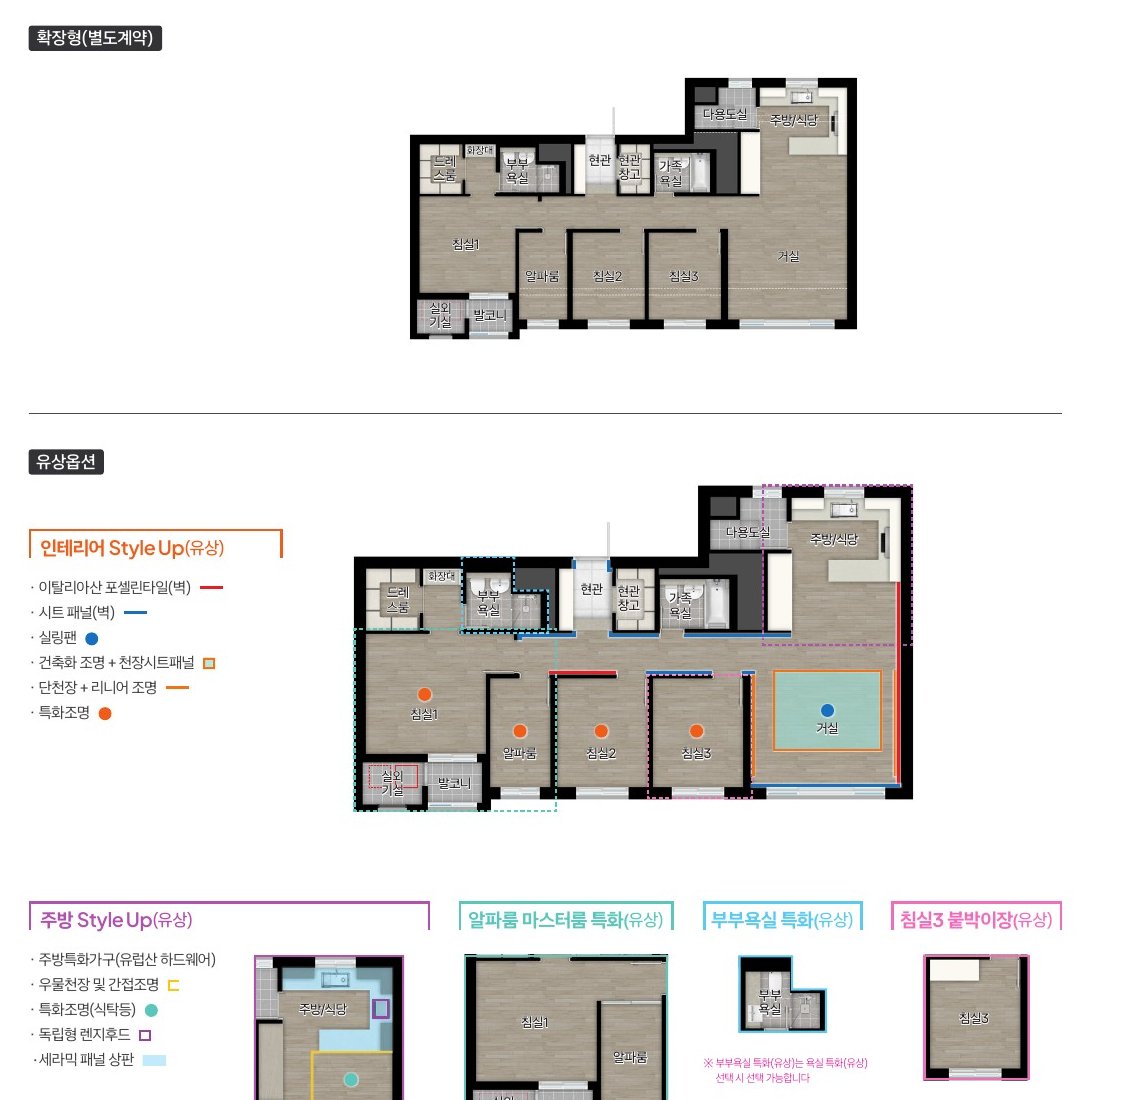 확장형(별도계약)
다용도실
주방/식당
화장대
드레
스룸
부부
욕실
현관
현관
창고
가족
욕실
침실1
알파룸
침실2
침실3
거실
실외
기실
발코니
유상옵션
인테리어 Style Up(유상)
· 이탈리아산 포셀린타일(벽)
· 시트 패널(벽)
· 실링팬
· 건축화 조명 + 천장시트패널
· 단천장 + 리니어 조명
· 특화조명
다용도실
주방/식당
화장대
드레
스룸
부부
욕실
현관
현관
창고
가족
욕실
침실1
알파룸
침실2
침실3
거실
실외
기실
발코니
주방 Style Up(유상)
· 주방특화가구(유럽산 하드웨어)
· 우물천장 및 간접조명
· 특화조명(식탁등)
· 독립형 렌지후드
· 세라믹 패널 상판
주방/식당
알파룸 마스터룸 특화(유상)
침실1
알파룸
실외
부부욕실 특화(유상)
부부
욕실
※ 부부욕실 특화(유상)는 욕실 특화(유상)
선택 시 선택 가능합니다
침실3 붙박이장(유상)
침실3